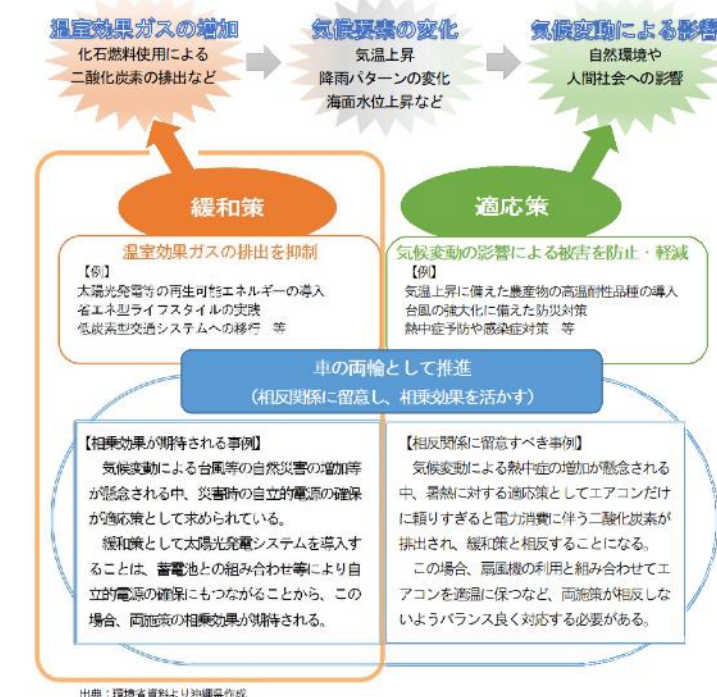 温室効果ガスの増加
化石燃料使用による
二酸化炭素の排出など
気候要素の変化
気温上昇
降雨パターンの変化
海面水位上昇など
気候変動による影響
自然環境や
人間社会への影響
緩和策
適応策
温室効果ガスの排出を抑制
【例】
太陽光発電等の再生可能エネルギーの導入
省エネ型ライフスタイルの実践
低炭素型交通システムへの移行 等
気候変動の影響による被害を防止・軽減
【例】
気温上昇に備えた農産物の高温耐性品種の導入
台風の強大化に備えた防災対策
熱中症予防や感染症対策 等
車の両輪として推進
(相反関係に留意し、相乗効果を活かす)
【相乗効果が期待される事例】
気候変動による台風等の自然災害の増加等
が懸念される中、災害時の自立的電源の確保
が適応策として求められている。
緩和策として太陽光発電システムを導入す
ることは、蓄電池との組み合わせ等により自
立的電源の確保にもつながることから、この
場合、両施策の相乗効果が期待される。
【相反関係に留意すべき事例】
気候変動による熱中症の増加が懸念される
中、暑熱に対する適応策としてエアコンだけ
に頼りすぎると電力消費に伴う二酸化炭素が
排出され、緩和策と相反することになる。
この場合、扇風機の利用と組み合わせてエ
アコンを適温に保つなど、両施策が相反しな
いようバランス良く対応する必要がある。
出典：環境省資料より沖縄県作成